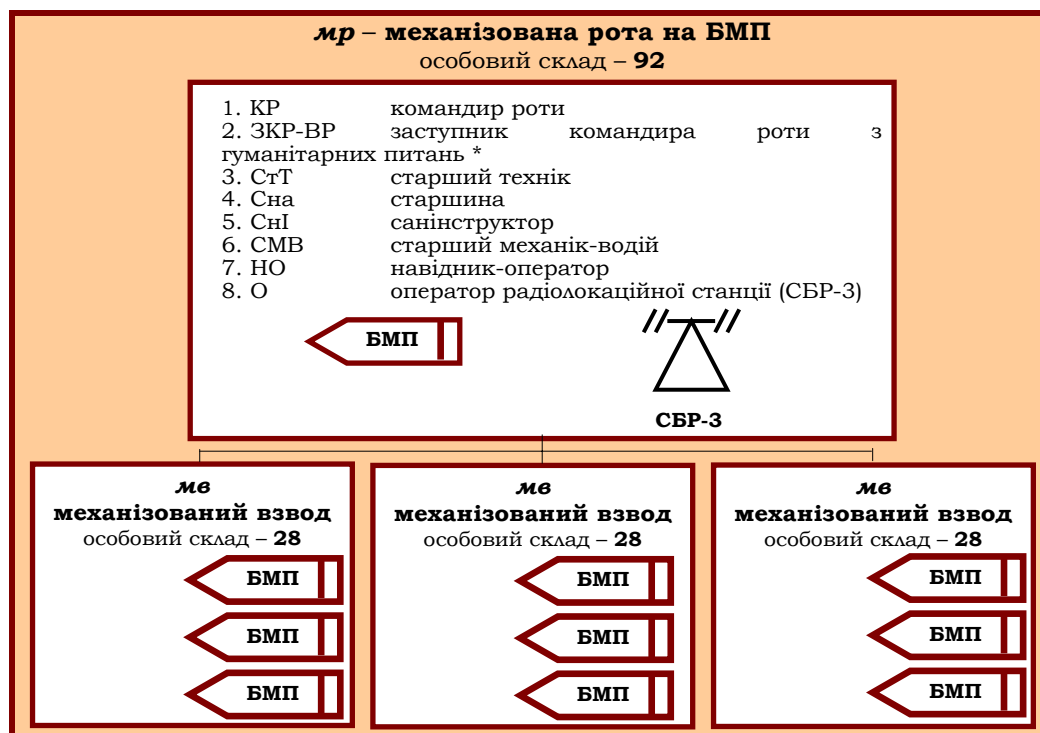 мр – механізована рота на БМП
особовий склад – 92
1. КР командир роти
2. ЗКР-ВР заступник командира роти з
гуманітарних питань *
3. СтТ старший технік
4. Сна старшина
5. СнІ санінструктор
6. СМВ старший механік-водій
7. НО навідник-оператор
8. О оператор радіолокаційної станції (СБР-3)
БМП
СБР-3
мв
механізований взвод
особовий склад – 28
БМП
БМП
БМП
мв
механізований взвод
особовий склад – 28
БМП
БМП
БМП
мв
механізований взвод
особовий склад – 28
БМП
БМП
БМП